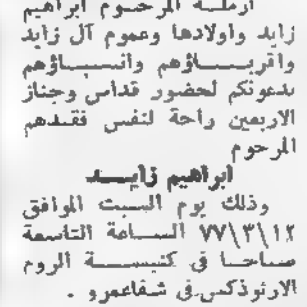 ارملة المرحوم ابراهيم
زايد واولادها وعموم آل زايد
واقرباؤهم وانسباؤهم
يدعونكم لحضور قداس وجناز
الاربعين راحة لنفس فقدهم
المرحوم
ابراهيم زايد
وذلك يوم السبت الموافق
٧٧/٣/١٢ الساعة التاسعة
صباحا في كنيسة الروم
الارثوذكس في شفاعمرو .